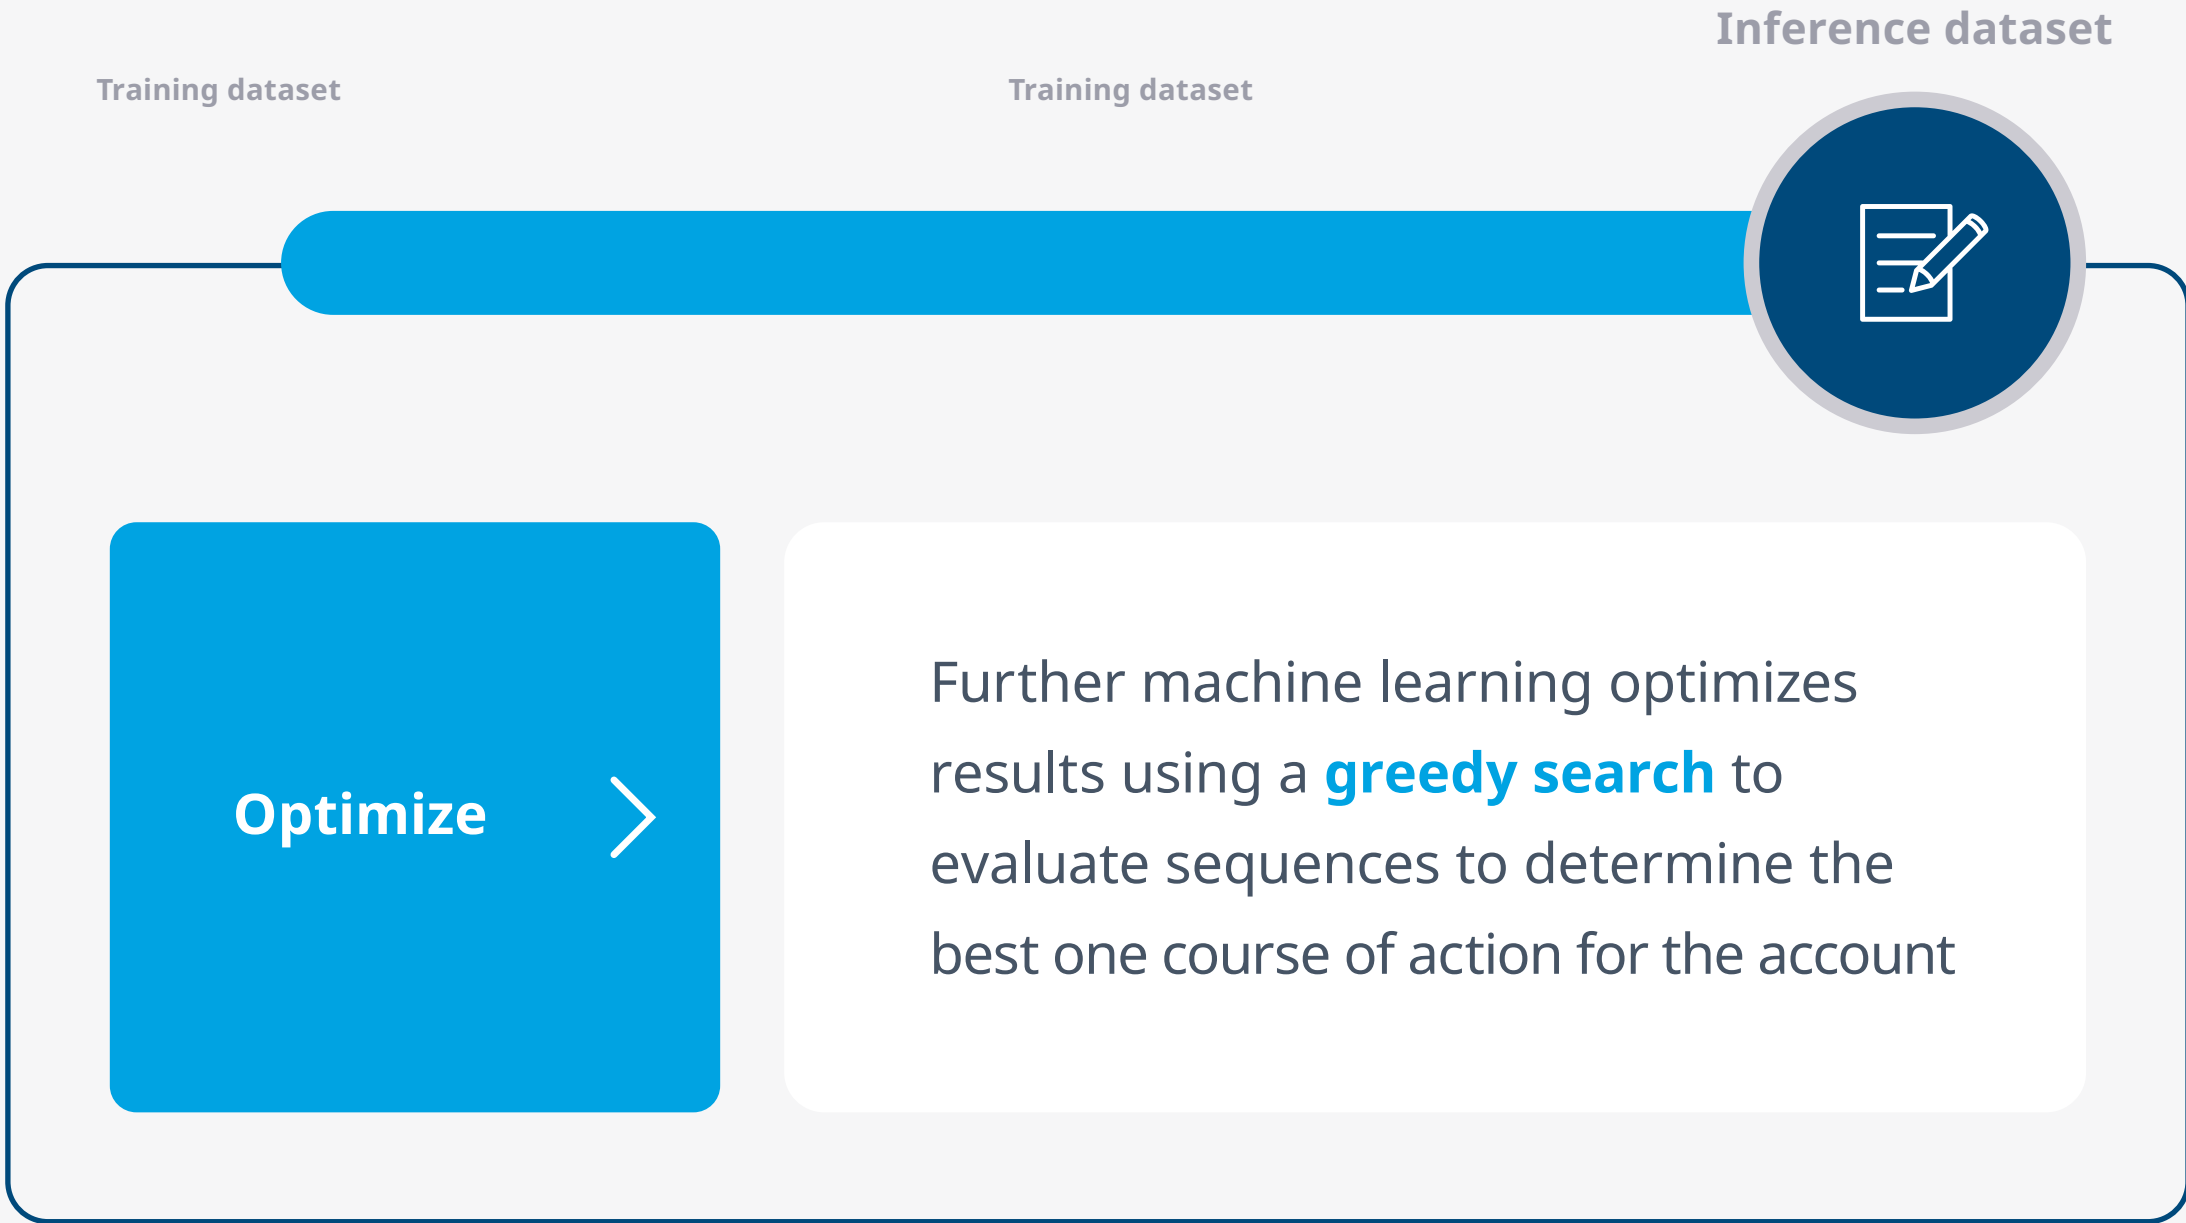 Inference dataset
Training dataset
Training dataset
Optimize
Further machine learning optimizes
results using a greedy search to
evaluate sequences to determine the
best one course of action for the account